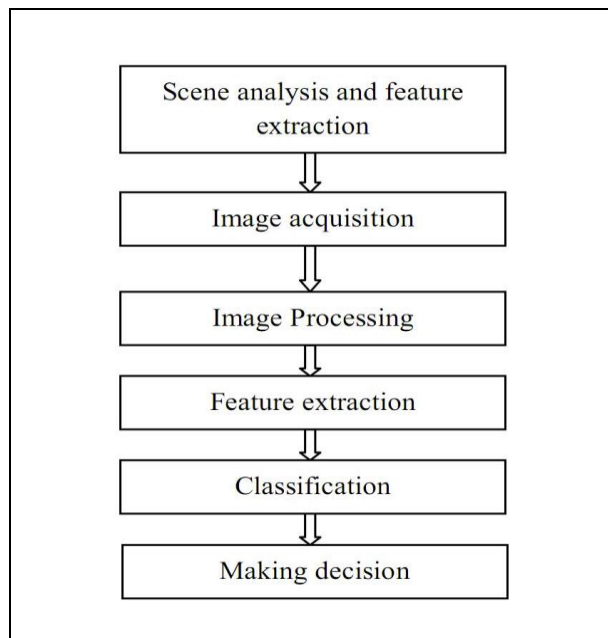 Scene analysis and feature
extraction
Image acquisition
Image Processing
Feature extraction
Classification
Making decision